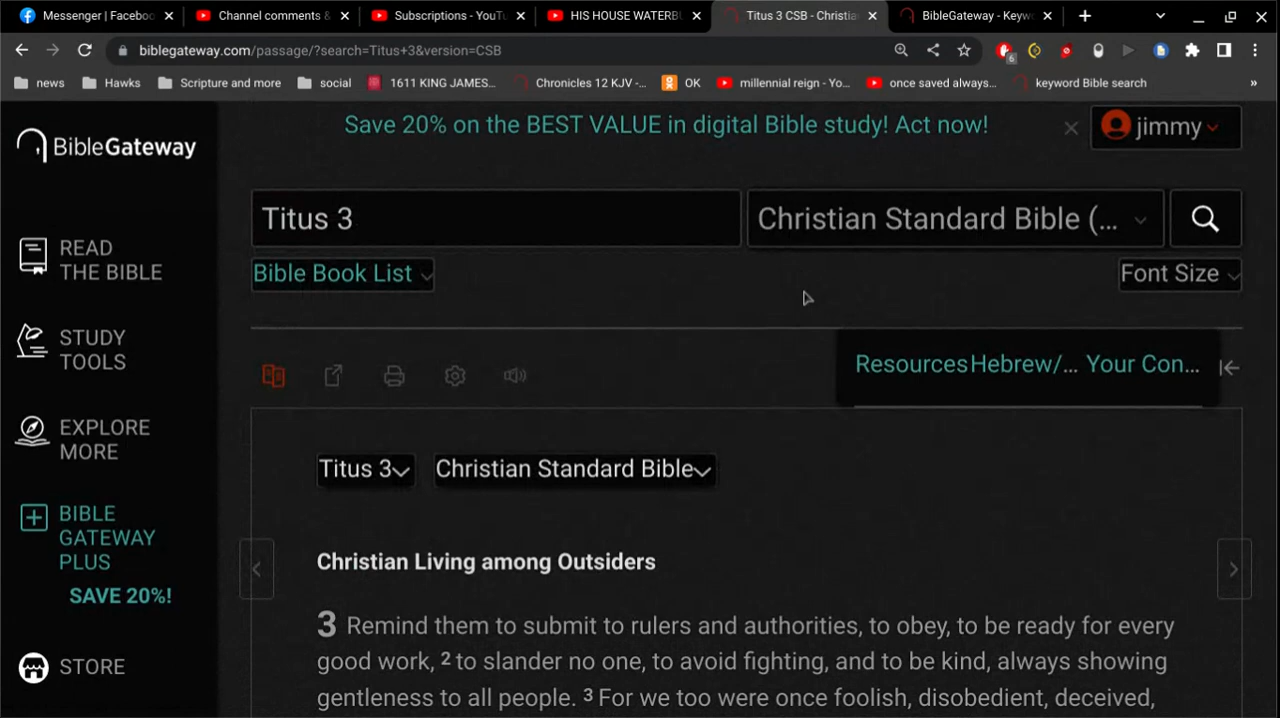 Messenger | Faceboo
Channel comments &
Subscriptions - YouTu
HIS HOUSE WATERBU
Titus 3 CSB - Christia
BibleGateway - Keyw
biblegateway.com/passage/?search=Titus+3&version=CSB
6
news
Hawks
Scripture and more
social
1611 KING JAMES...
Chronicles 12 KJV -...
OK
millennial reign - Yo...
once saved always...
keyword Bible search
»
Save 20% on the BEST VALUE in digital Bible study! Act now!
jimmy
BibleGateway
Titus 3
Christian Standard Bible (...
READ
THE BIBLE
Bible Book List
Font Size
STUDY
TOOLS
Resources
Hebrew/...
Your Con...
EXPLORE
MORE
Titus 3
Christian Standard Bible
BIBLE
GATEWAY
PLUS
SAVE 20%!
STORE
Christian Living among Outsiders
3 Remind them to submit to rulers and authorities, to obey, to be ready for every
good work, 2 to slander no one, to avoid fighting, and to be kind, always showing
gentleness to all people. 3 For we too were once foolish, disobedient, deceived,